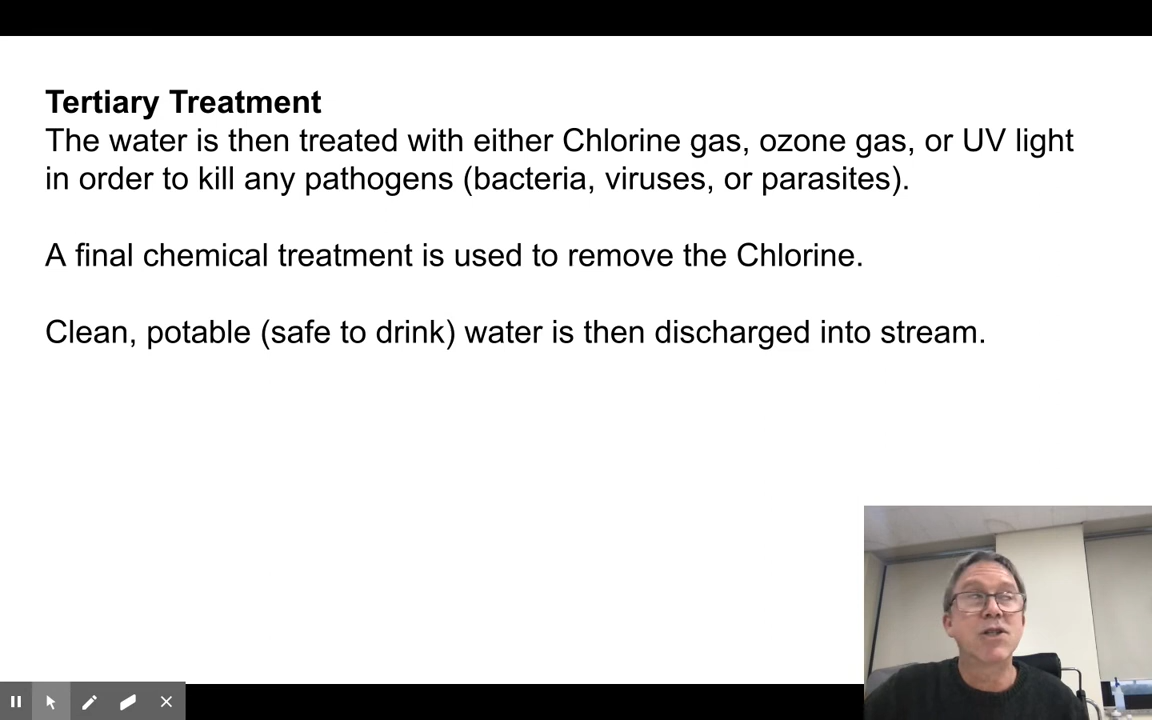 Tertiary Treatment
The water is then treated with either Chlorine gas, ozone gas, or UV light
in order to kill any pathogens (bacteria, viruses, or parasites).
A final chemical treatment is used to remove the Chlorine.
Clean, potable (safe to drink) water is then discharged into stream.